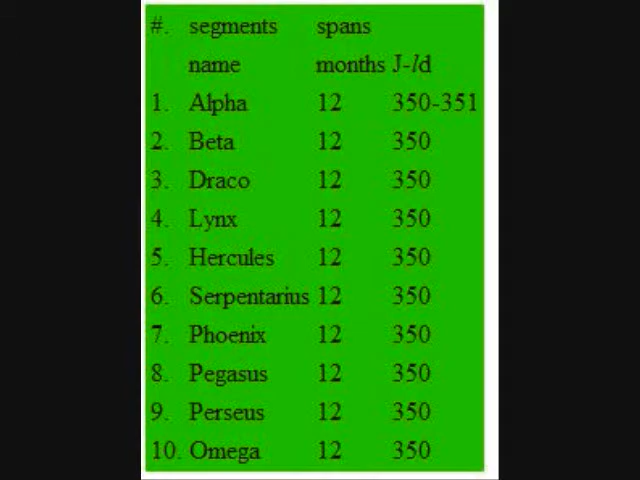 #. segments spans
name months J-ld
1. Alpha 12 350-351
2. Beta 12 350
3. Draco 12 350
4. Lynx 12 350
5. Hercules 12 350
6. Serpentarius 12 350
7. Phoenix 12 350
8. Pegasus 12 350
9. Perseus 12 350
10. Omega 12 350